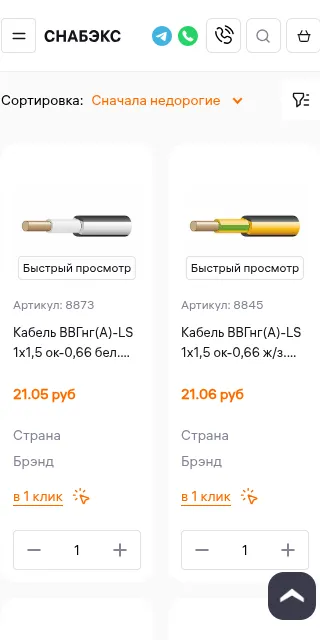 СНАБЭКС
Сортировка: Сначала недорогие
Быстрый просмотр
Артикул: 8873
Кабель ВВГнг(А)-LS
1х1,5 ок-0,66 бел....
21.05 руб
Страна
Брэнд
в 1 клик
1
Быстрый просмотр
Артикул: 8845
Кабель ВВГнг(А)-LS
1х1,5 ок-0,66 ж/з....
21.06 руб
Страна
Брэнд
в 1 клик
1